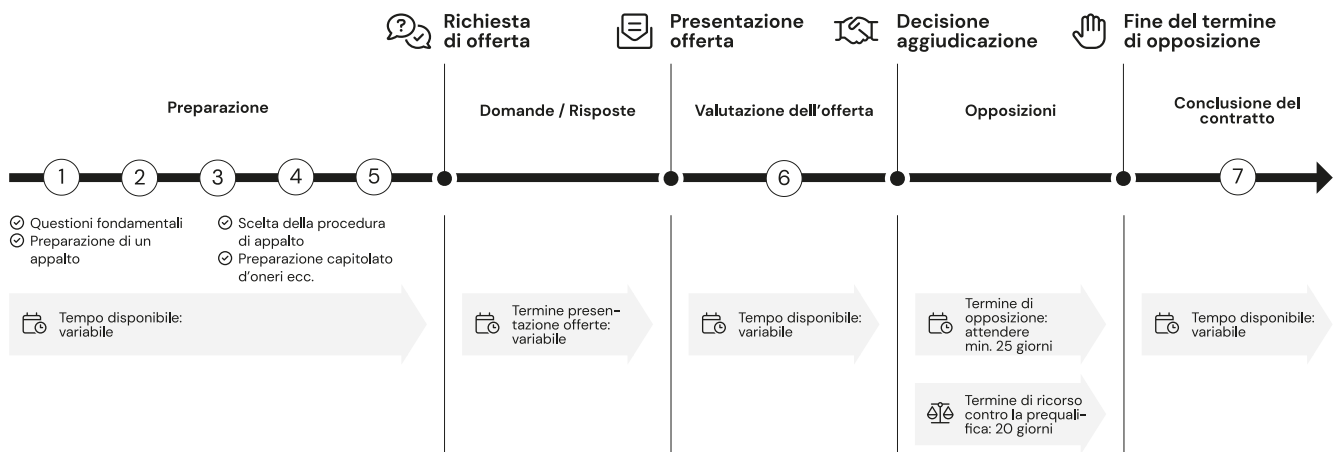 Richiesta
di offerta
Presentazione
offerta
Decisione
aggiudicazione
Fine del termine
di opposizione
Preparazione
Domande / Risposte
Valutazione dell'offerta
Opposizioni
Conclusione del
contratto
1
2
3
4
5
6
7
Questioni fondamentali
Preparazione di un
appalto
Scelta della procedura
di appalto
Preparazione capitolato
d'oneri ecc.
Tempo disponibile:
variabile
Termine presen-
tazione offerte:
variabile
Tempo disponibile:
variabile
Termine di
opposizione:
attendere
min. 25 giorni
Tempo disponibile:
variabile
Termine di ricorso
contro la prequali-
fica: 20 giorni